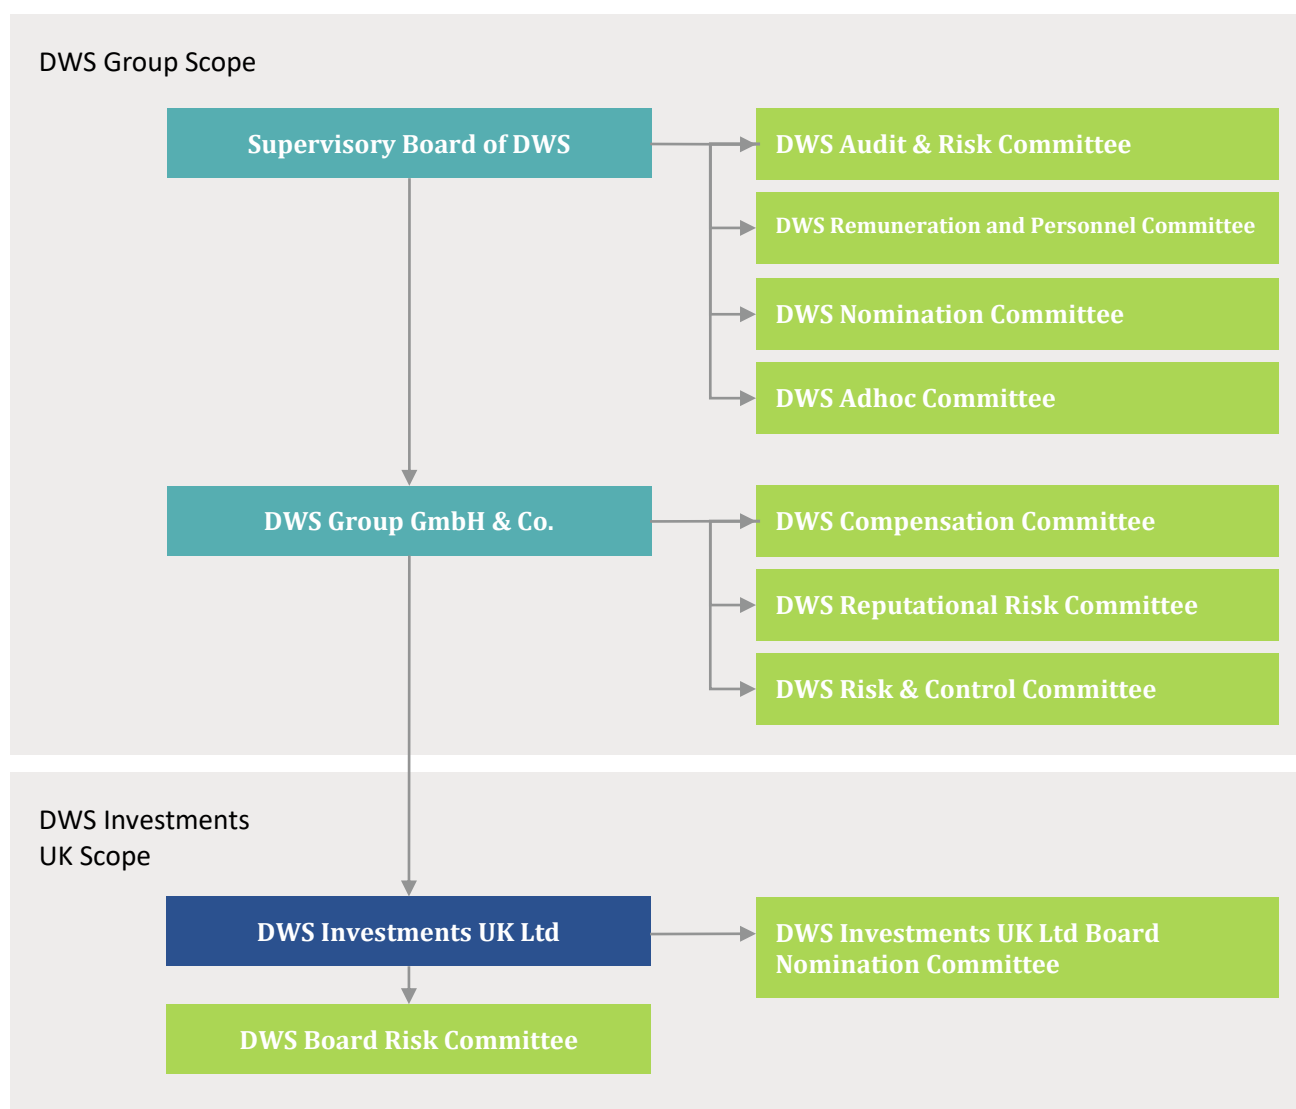 DWS Group Scope
Supervisory Board of DWS
DWS Audit & Risk Committee
DWS Remuneration and Personnel Committee
DWS Nomination Committee
DWS Adhoc Committee
DWS Group GmbH & Co.
DWS Compensation Committee
DWS Reputational Risk Committee
DWS Risk & Control Committee
DWS Investments
UK Scope
DWS Investments UK Ltd
DWS Investments UK Ltd Board
Nomination Committee
DWS Board Risk Committee